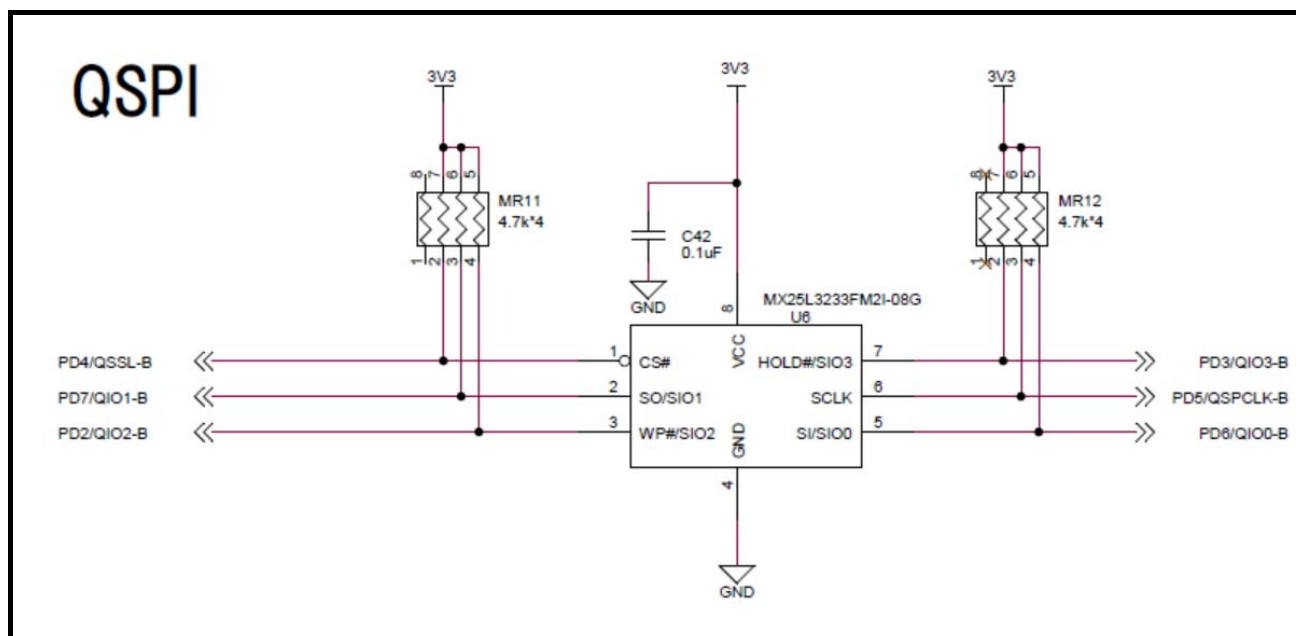 QSPI
3V3
3V3
3V3
8 7 6 5
MR11
4.7k*4
1 2 3 4
C42
0.1uF
GND
8 7 6 5
MR12
4.7k*4
1 2 3 4
MX25L3233FM2I-08G
U6
8
VCC
PD4/QSSL-B
1
CS#
HOLD#/SIO3
7
PD3/QIO3-B
PD7/QIO1-B
2
SO/SIO1
SCLK
6
PD5/QSPCLK-B
PD2/QIO2-B
3
WP#/SIO2
GND
SI/SIO0
5
PD6/QIO0-B
4
GND